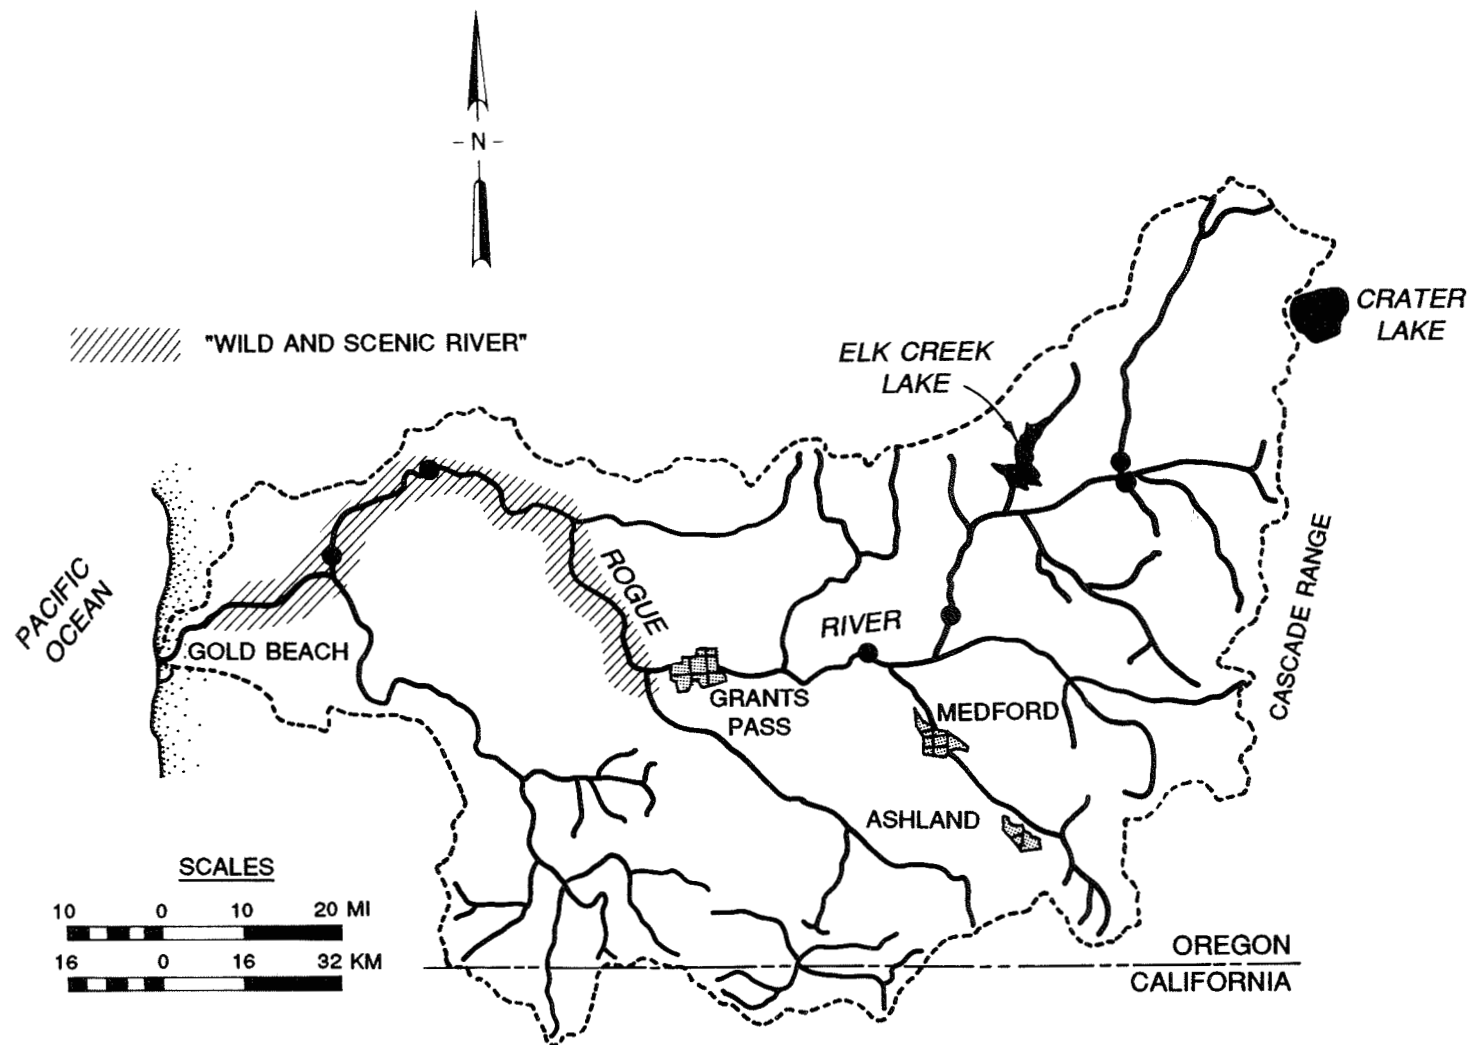 - N -
"WILD AND SCENIC RIVER"
CRATER
LAKE
ELK CREEK
LAKE
PACIFIC
OCEAN
ROGUE
RIVER
CASCADE RANGE
GOLD BEACH
GRANTS
PASS
MEDFORD
ASHLAND
SCALES
10 0 10 20 MI
16 0 16 32 KM
OREGON
CALIFORNIA